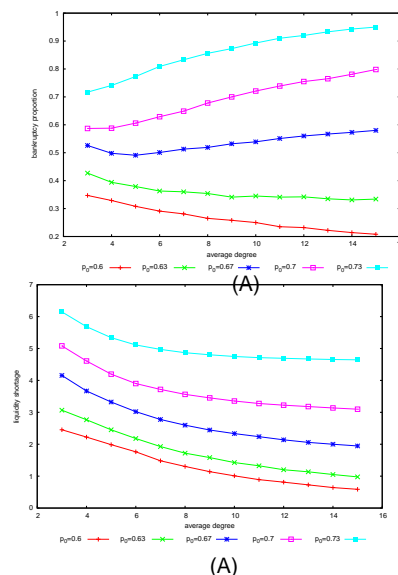 1
0.9
0.8
0.7
0.6
0.5
0.4
0.3
0.2
bankruptcy proportion
2 4 6 8 10 12 14 16
average degree
p0=0.6 p0=0.63 p0=0.67 p0=0.7 p0=0.73
(A)
7
6
5
4
3
2
1
0
liquidity shortage
2 4 6 8 10 12 14 16
average degree
p0=0.6 p0=0.63 p0=0.67 p0=0.7 p0=0.73
(A)